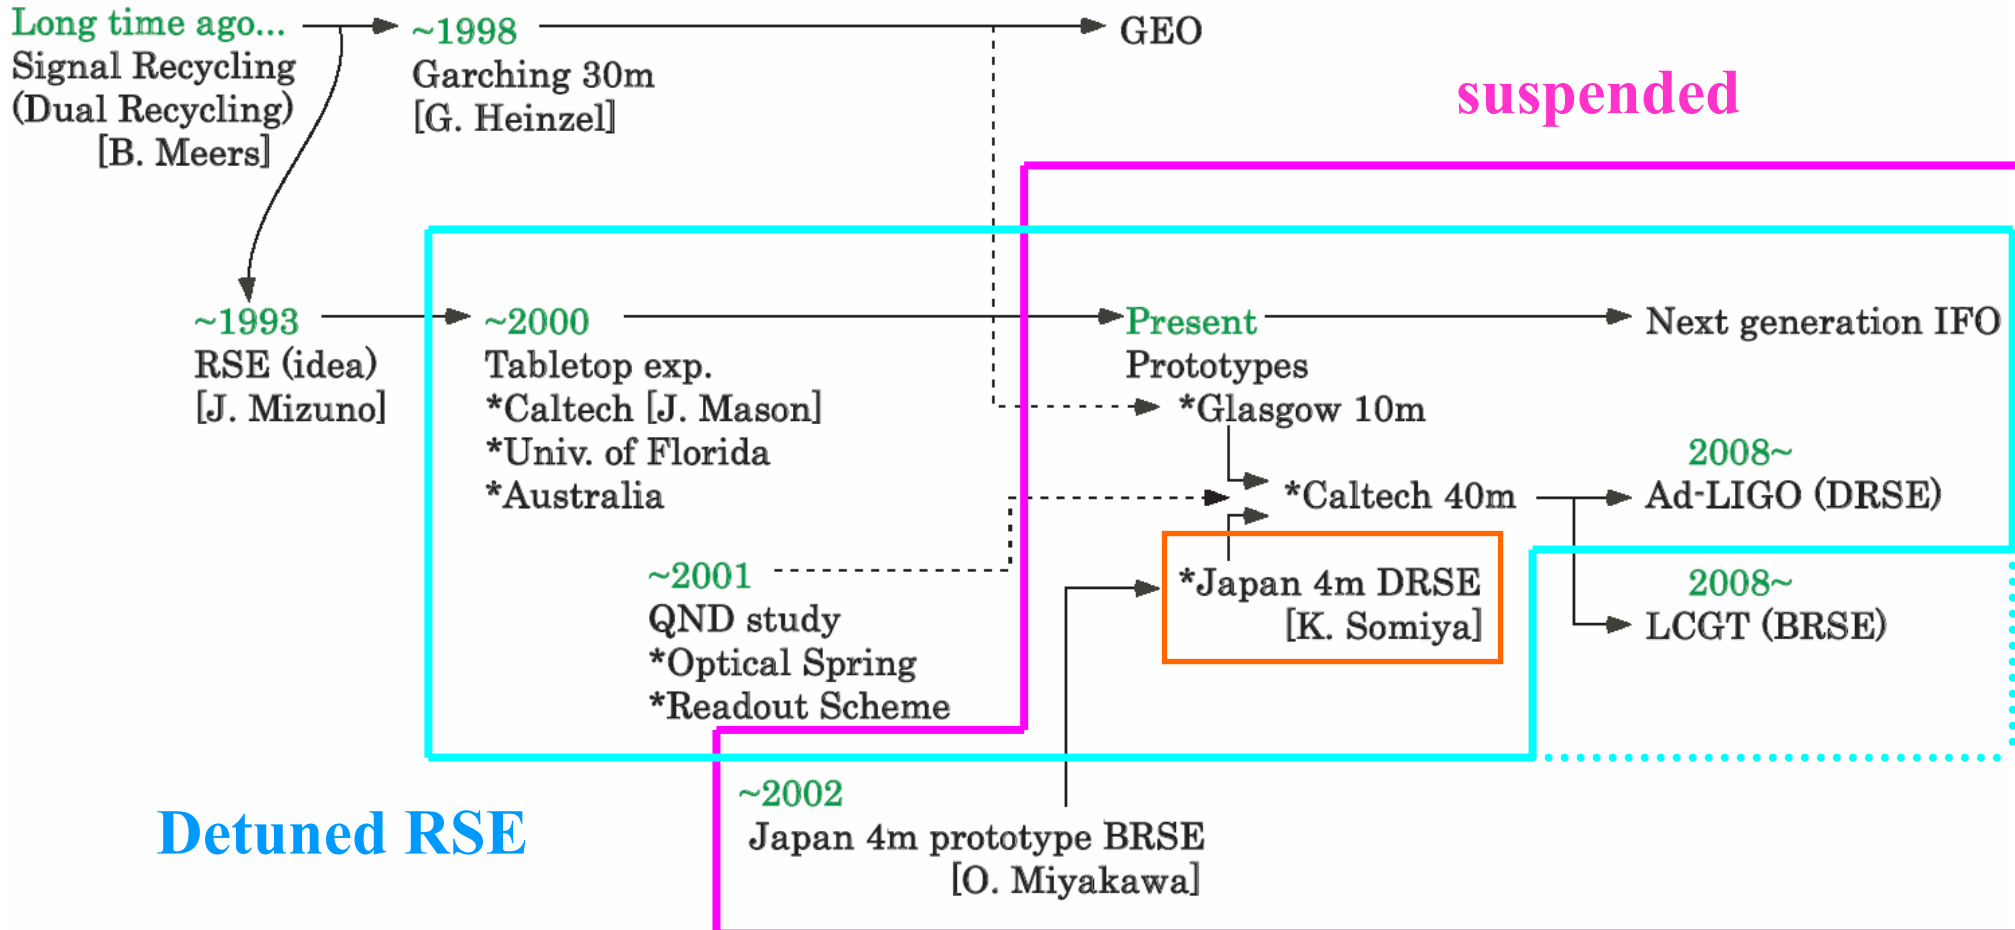 Long time ago...
Signal Recycling
(Dual Recycling)
[B. Meers]
~1998
Garching 30m
[G. Heinzel]
GEO
suspended
~1993
RSE (idea)
[J. Mizuno]
~2000
Tabletop exp.
*Caltech [J. Mason]
*Univ. of Florida
*Australia
Present
Prototypes
*Glasgow 10m
*Caltech 40m
*Japan 4m DRSE
[K. Somiya]
Next generation IFO
2008~
Ad-LIGO (DRSE)
2008~
LCGT (BRSE)
~2001
QND study
*Optical Spring
*Readout Scheme
~2002
Japan 4m prototype BRSE
[O. Miyakawa]
Detuned RSE